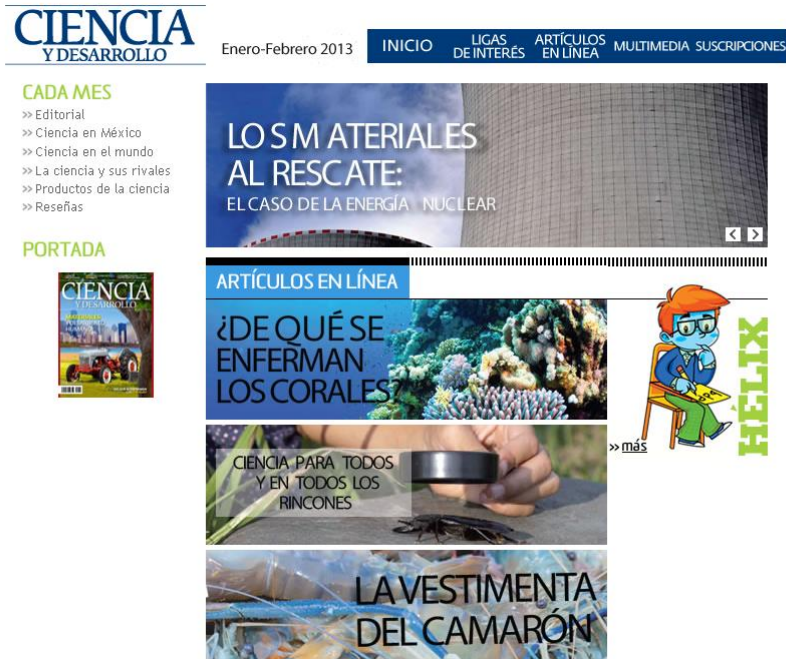 CIENCIA
Y DESARROLLO
Enero-Febrero 2013
INICIO
LIGAS
DE INTERÉS
ARTÍCULOS
EN LÍNEA
MULTIMEDIA
SUSCRIPCIONES
CADA MES
» Editorial
» Ciencia en México
» Ciencia en el mundo
» La ciencia y sus rivales
» Productos de la ciencia
» Reseñas
PORTADA
CIENCIA
Y DESARROLLO
LOS MATERIALES
AL RESCATE:
EL CASO DE LA ENERGÍA NUCLEAR
ARTÍCULOS EN LÍNEA
¿DE QUÉ SE
ENFERMAN
LOS CORALES?
HÉLIX
» más
CIENCIA PARA TODOS
Y EN TODOS LOS
RINCONES
LA VESTIMENTA
DEL CAMARÓN